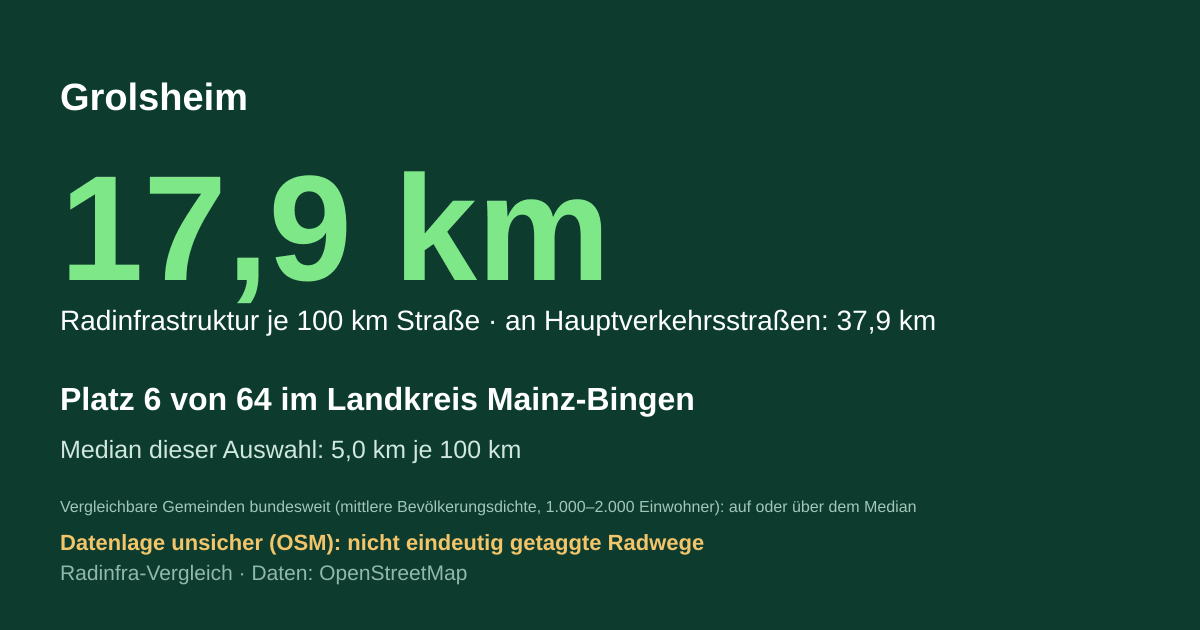 Grolsheim
17,9 km
Radinfrastruktur je 100 km Straße · an Hauptverkehrsstraßen: 37,9 km
Platz 6 von 64 im Landkreis Mainz-Bingen
Median dieser Auswahl: 5,0 km je 100 km
Vergleichbare Gemeinden bundesweit (mittlere Bevölkerungsdichte, 1.000–2.000 Einwohner): auf oder über dem Median
Datenlage unsicher (OSM): nicht eindeutig getaggte Radwege
Radinfra-Vergleich · Daten: OpenStreetMap